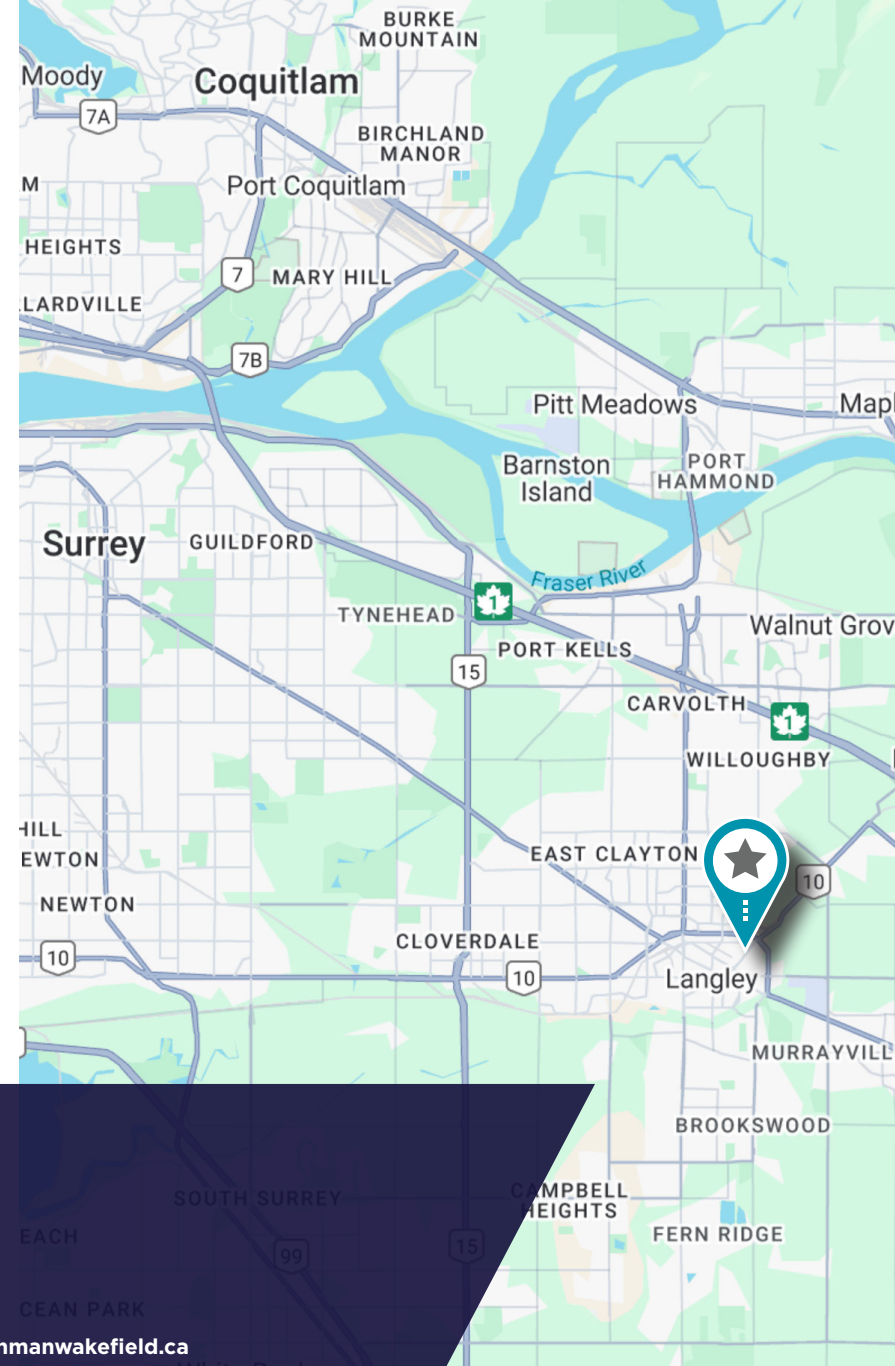 BURKE
MOUNTAIN
Moody
Coquitlam
7A
BIRCHLAND
MANOR
M
Port Coquitlam
HEIGHTS
7
MARY HILL
LARDVILLE
7B
Pitt Meadows
Mapl
Barnston
Island
PORT
HAMMOND
Surrey
GUILDFORD
Fraser River
TYNEHEAD
1
Walnut Grov
PORT KELLS
15
CARVOLTH
1
WILLOUGHBY
HILL
EWTON
EAST CLAYTON
10
NEWTON
CLOVERDALE
10
10
Langley
MURRAYVILL
BROOKSWOOD
SOUTH SURREY
CAMPBELL
HEIGHTS
EACH
15
FERN RIDGE
99
CEAN PARK
nmanwakefield.ca